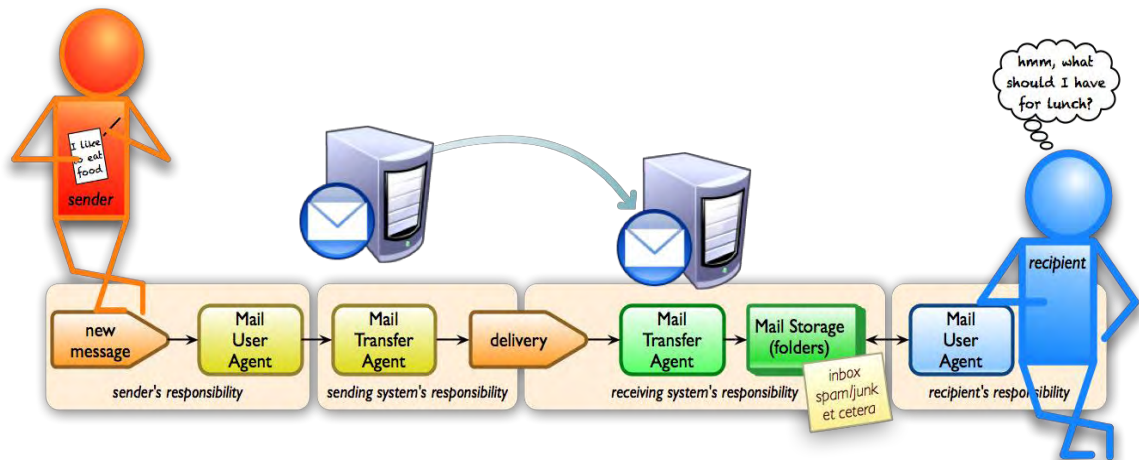 I like
o eat
food
sender
hmm, what
should I have
for lunch?
recipient
new
message
Mail
User
Agent
sender's responsibility
Mail
Transfer
Agent
sending system's responsibility
delivery
Mail
Transfer
Agent
Mail Storage
(folders)
receiving system's responsibility
inbox
spam/junk
et cetera
Mail
User
Agent
recipient's responsibility